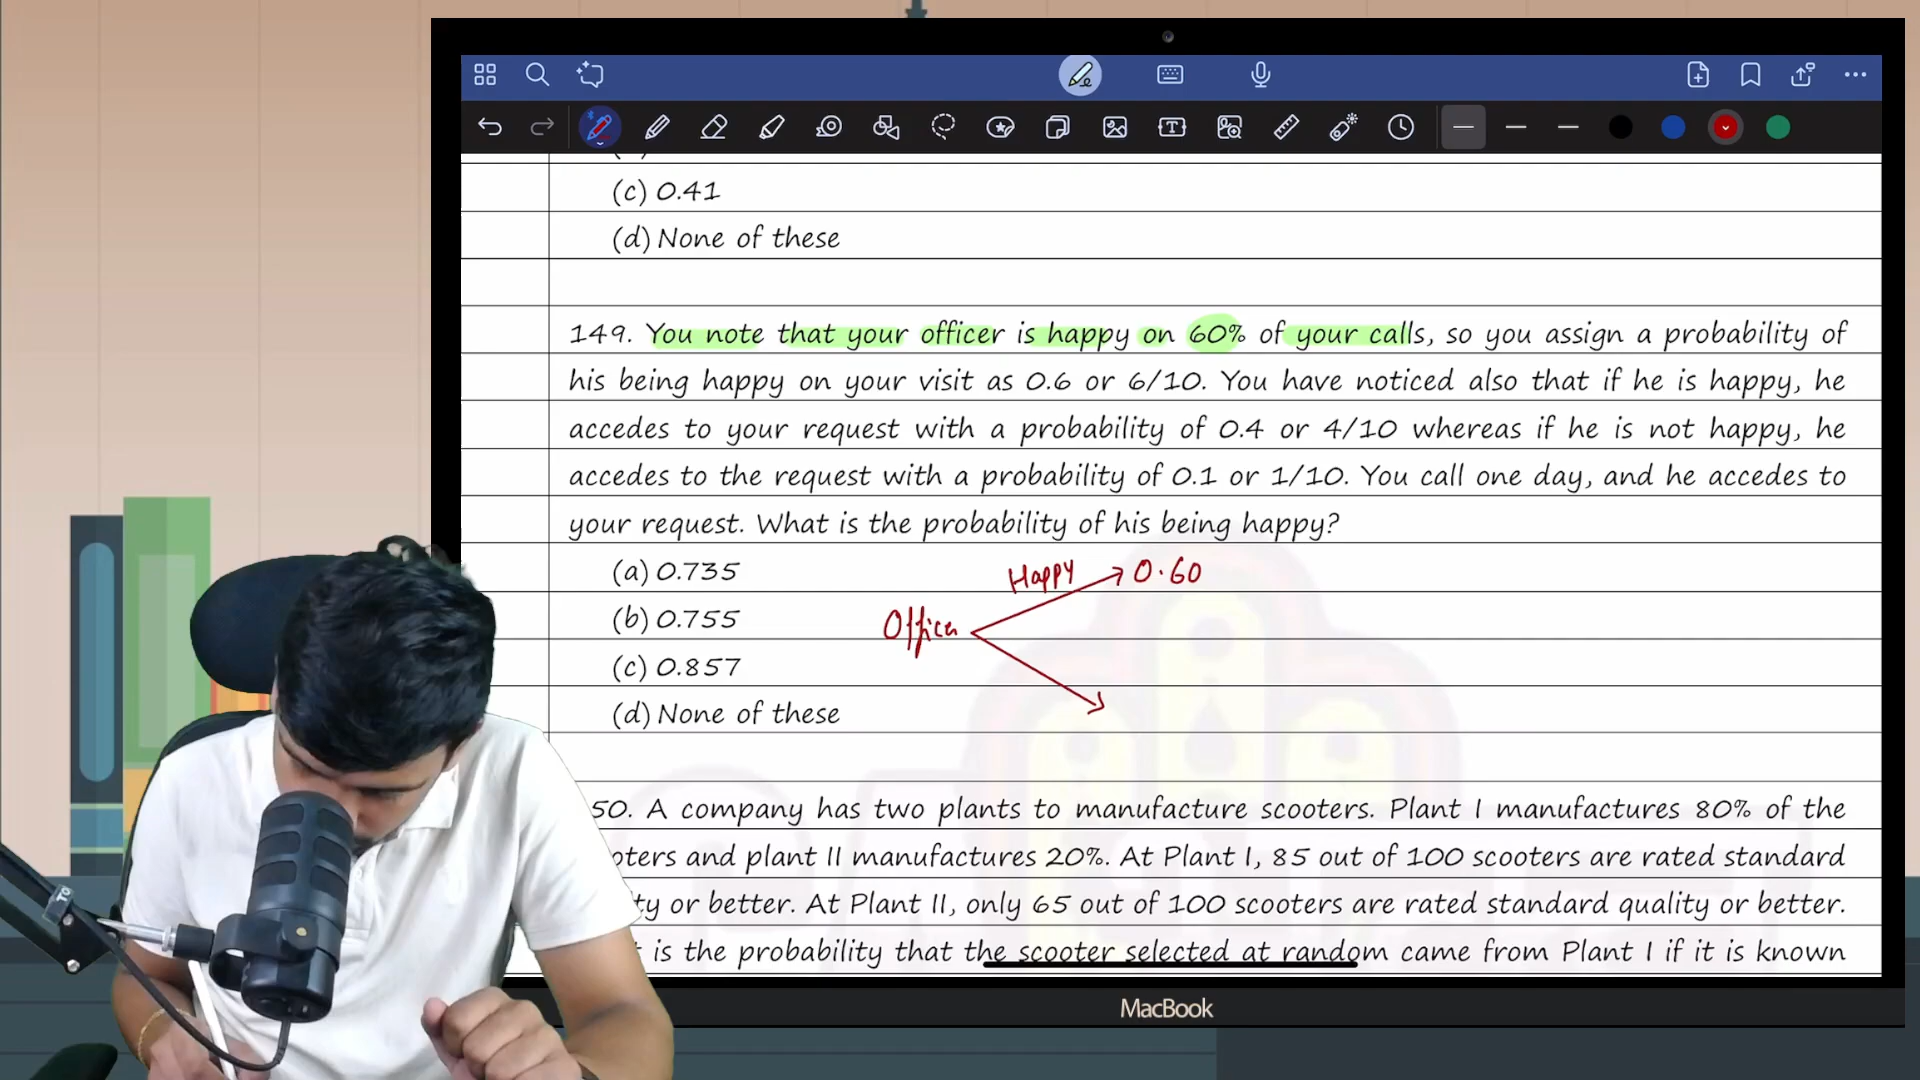 (c) 0.41
(d) None of these
149. You note that your officer is happy on 60% of your calls, so you assign a probability of
his being happy on your visit as 0.6 or 6/10. You have noticed also that if he is happy, he
accedes to your request with a probability of 0.4 or 4/10 whereas if he is not happy, he
accedes to the request with a probability of 0.1 or 1/10. You call one day, and he accedes to
your request. What is the probability of his being happy?
(a) 0.735
(b) 0.755
(c) 0.857
(d) None of these
Happy 0.60
Officer
50. A company has two plants to manufacture scooters. Plant I manufactures 80% of the
oters and plant II manufactures 20%. At Plant I, 85 out of 100 scooters are rated standard
ty or better. At Plant II, only 65 out of 100 scooters are rated standard quality or better.
is the probability that the scooter selected at random came from Plant I if it is known
MacBook